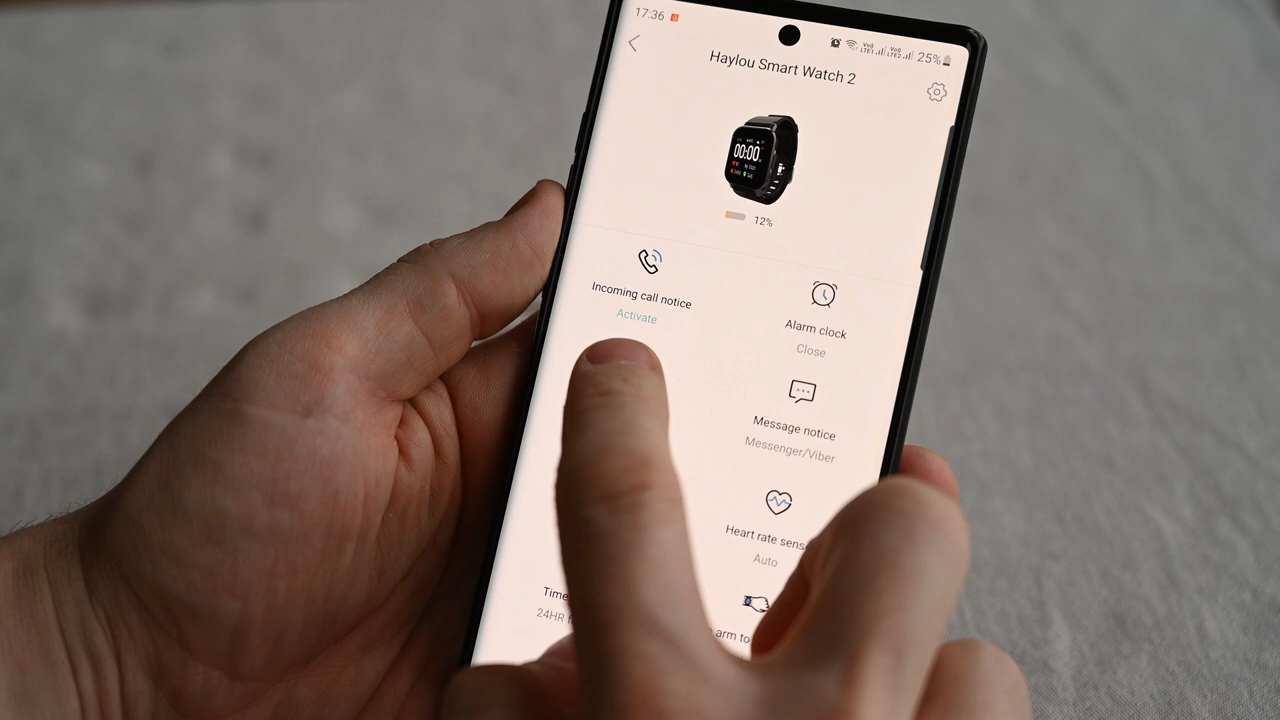 17:36
25%
Haylou Smart Watch 2
00:00
12%
Incoming call notice
Activate
Alarm clock
Close
Message notice
Messenger/Viber
Heart rate
Auto
Time
24HR
arm to